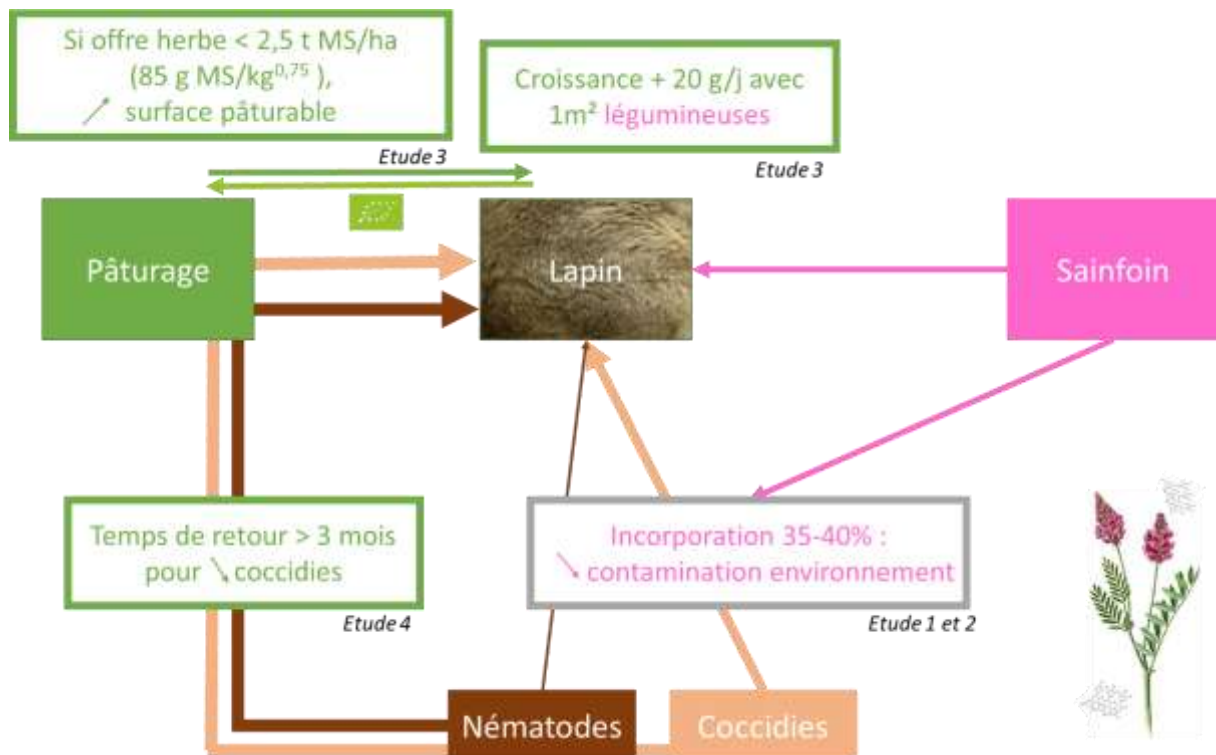 Si offre herbe < 2,5 t MS/ha
(85 g MS/kg^0,75 ),
↗ surface pâturable
Etude 3
Croissance + 20 g/j avec
1m² légumineuses
Etude 3
Pâturage
Lapin
Sainfoin
Temps de retour > 3 mois
pour ↘ coccidies
Etude 4
Incorporation 35-40% :
↘ contamination environnement
Etude 1 et 2
Nématodes
Coccidies